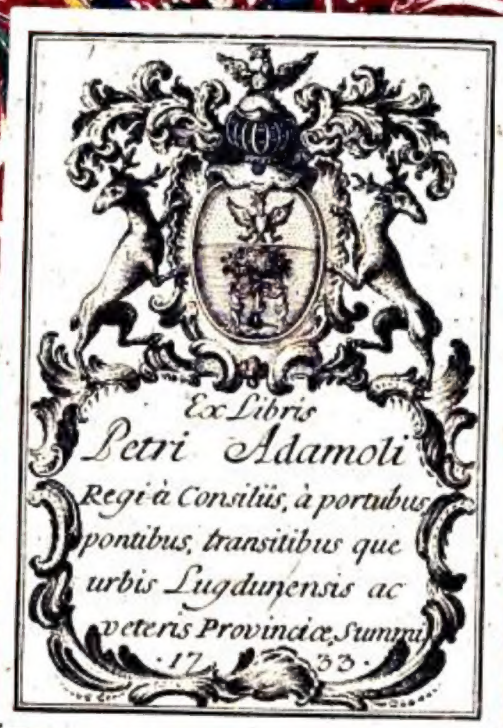 Ex Libris
Petri Adamoli
Regi à Consiliis, à portubus
pontibus, transitibus que
urbis Lugdunensis ac
veteris Provinciæ, Summi,
· 17 33 ·